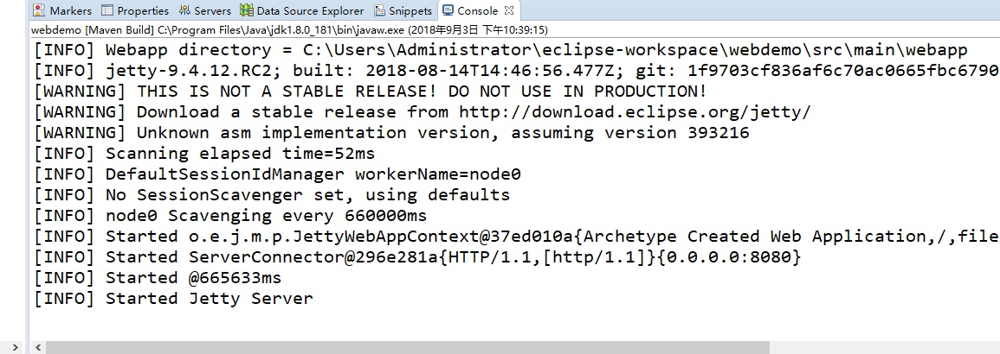 Markers Properties Servers Data Source Explorer Snippets Console
webdemo [Maven Build] C:\Program Files\Java\jdk1.8.0_181\bin\javaw.exe (2018年9月3日 下午10:39:15)
[INFO] Webapp directory = C:\Users\Administrator\eclipse-workspace\webdemo\src\main\webapp
[INFO] jetty-9.4.12.RC2; built: 2018-08-14T14:46:56.477Z; git: 1f9703cf836af6c70ac0665fbc6790
[WARNING] THIS IS NOT A STABLE RELEASE! DO NOT USE IN PRODUCTION!
[WARNING] Download a stable release from http://download.eclipse.org/jetty/
[WARNING] Unknown asm implementation version, assuming version 393216
[INFO] Scanning elapsed time=52ms
[INFO] DefaultSessionIdManager workerName=node0
[INFO] No SessionScavenger set, using defaults
[INFO] node0 Scavenging every 660000ms
[INFO] Started o.e.j.m.p.JettyWebAppContext@37ed010a{Archetype Created Web Application,/,file
[INFO] Started ServerConnector@296e281a{HTTP/1.1,[http/1.1]}{0.0.0.0:8080}
[INFO] Started @665633ms
[INFO] Started Jetty Server